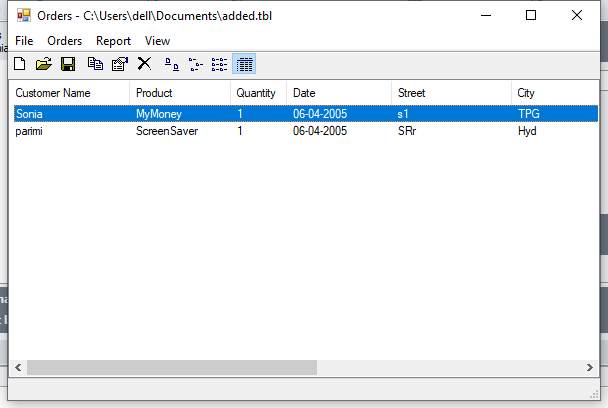 Orders - C:\Users\dell\Documents\added.tbl
File Orders Report View
Customer Name Product Quantity Date Street City
Sonia MyMoney 1 06-04-2005 s1 TPG
parimi ScreenSaver 1 06-04-2005 SRr Hyd